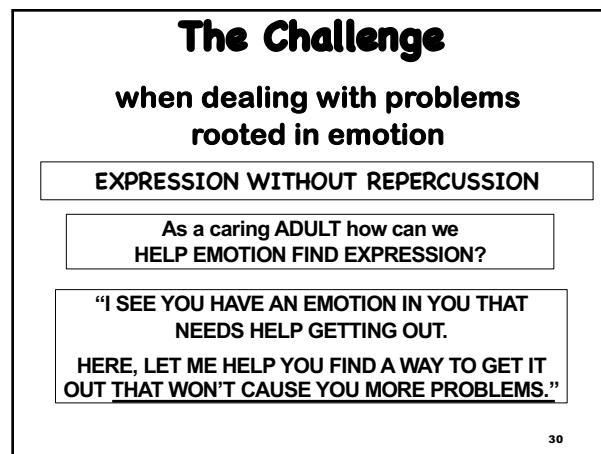 The Challenge
when dealing with problems
rooted in emotion
EXPRESSION WITHOUT REPERCUSSION
As a caring ADULT how can we
HELP EMOTION FIND EXPRESSION?
“I SEE YOU HAVE AN EMOTION IN YOU THAT
NEEDS HELP GETTING OUT.
HERE, LET ME HELP YOU FIND A WAY TO GET IT
OUT THAT WON’T CAUSE YOU MORE PROBLEMS.”
30